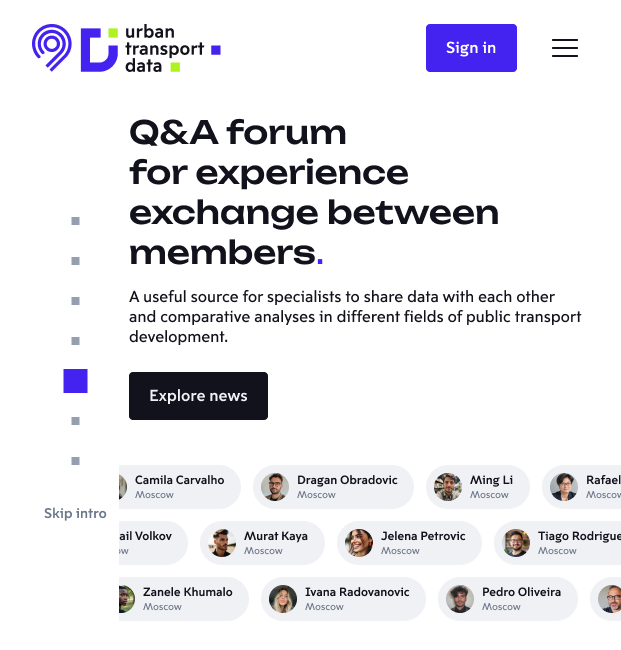 urban
transport
data
Sign in
Q&A forum
for experience
exchange between
members.
A useful source for specialists to share data with each other
and comparative analyses in different fields of public transport
development.
Explore news
Skip intro
Camila Carvalho
Moscow
Dragan Obradovic
Moscow
Ming Li
Moscow
Rafael
Moscow
ail Volkov
ow
Murat Kaya
Moscow
Jelena Petrovic
Moscow
Tiago Rodrigue
Moscow
Zanele Khumalo
Moscow
Ivana Radovanovic
Moscow
Pedro Oliveira
Moscow